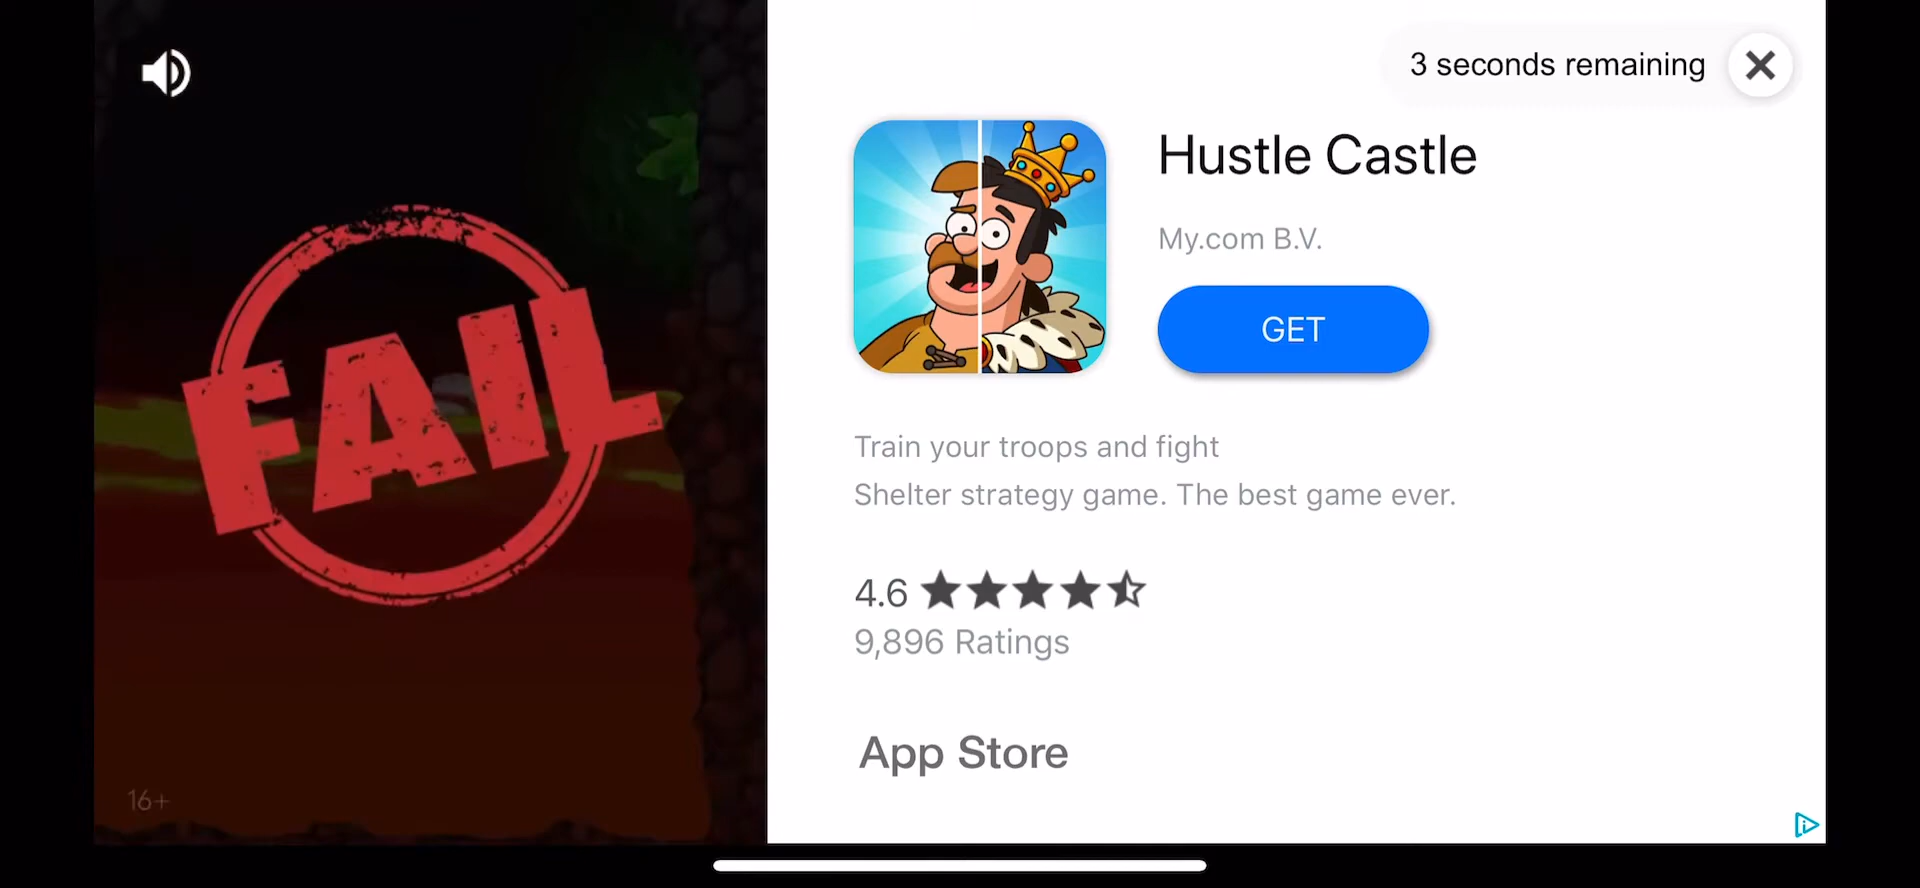 3 seconds remaining
FAIL
Hustle Castle
My.com B.V.
GET
Train your troops and fight
Shelter strategy game. The best game ever.
4.6
9,896 Ratings
App Store
16+